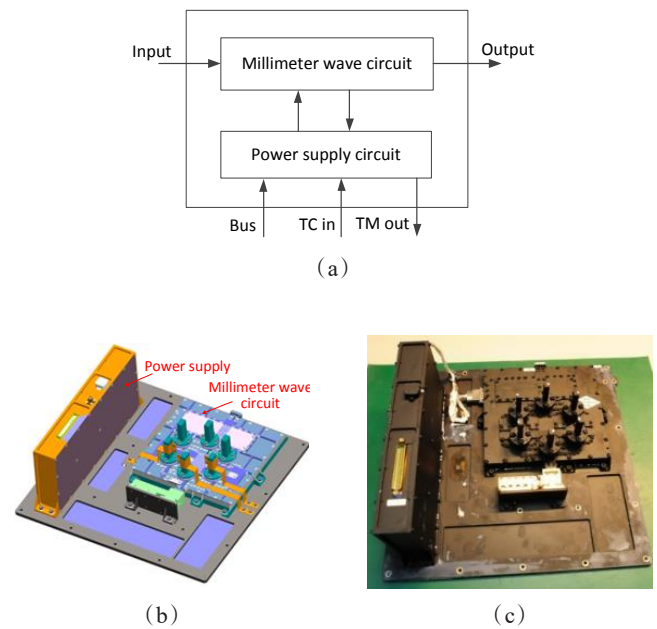 Input
Output
Millimeter wave circuit
Power supply circuit
Bus
TC in
TM out
（a）
Power supply
Millimeter wave
circuit
（b）
（c）